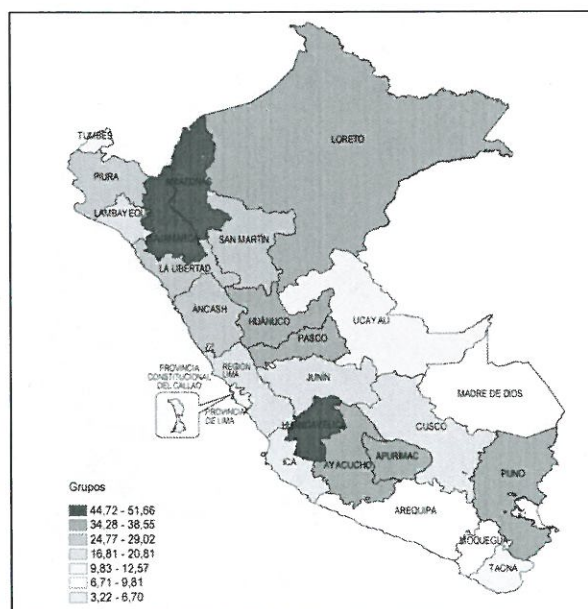 TUMBES
LORETO
PIURA
AMAZONAS
LAMBAYEQUE
CAJAMARCA
SAN MARTÍN
LA LIBERTAD
ANCASH
HUÁNUCO
UCAYALI
PASCO
PROVINCIA
CONSTITUCIONAL
DEL CALLAO
REGION
LIMA
JUNÍN
MADRE DE DIOS
PROVINCIA
DE LIMA
HUANCAVELICA
CUSCO
ICA
AYACUCHO
APURIMAC
PUNO
AREQUIPA
MOQUEGUA
TACNA
Grupos
44,72 - 51,66
34,28 - 38,55
24,77 - 29,02
16,81 - 20,81
9,83 - 12,57
6,71 - 9,81
3,22 - 6,70